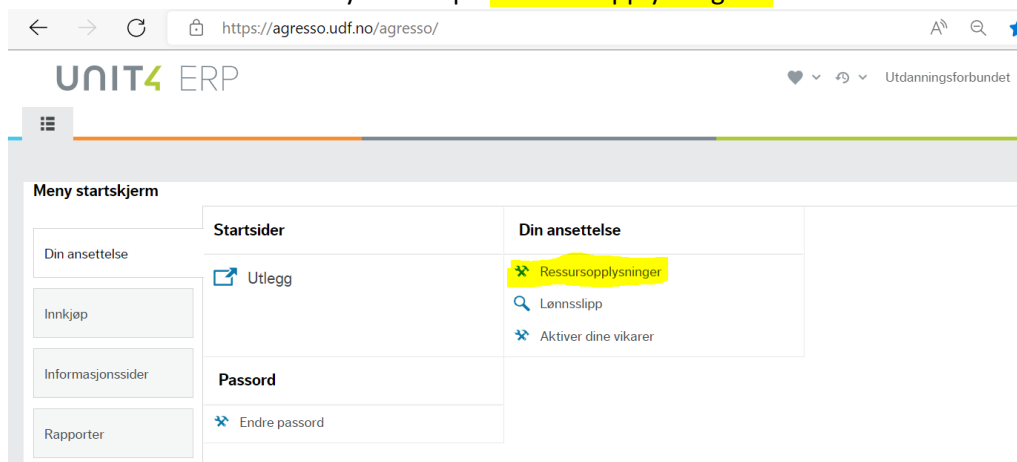 https://agresso.udf.no/agresso/
UNIT4 ERP
Utdanningsforbundet
Meny startskjerm
Din ansettelse
Innkjøp
Informasjonssider
Rapporter
Startsider
Utlegg
Passord
Endre passord
Din ansettelse
Ressursopplysninger
Lønnsslipp
Aktiver dine vikarer